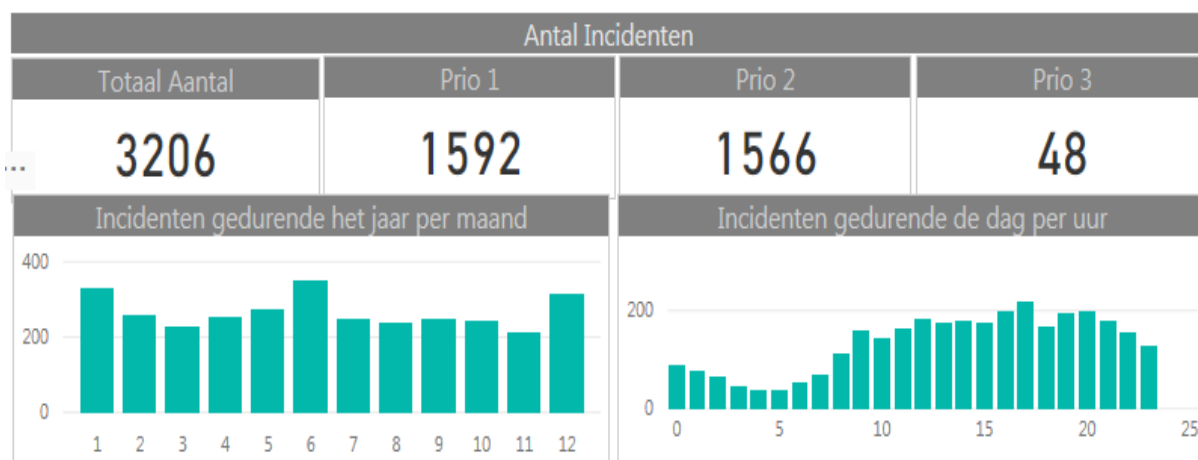 Antal Incidenten
Totaal Aantal Prio 1 Prio 2 Prio 3
3206 1592 1566 48
...
Incidenten gedurende het jaar per maand Incidenten gedurende de dag per uur
400
200
0
1 2 3 4 5 6 7 8 9 10 11 12
200
0
0 5 10 15 20 25